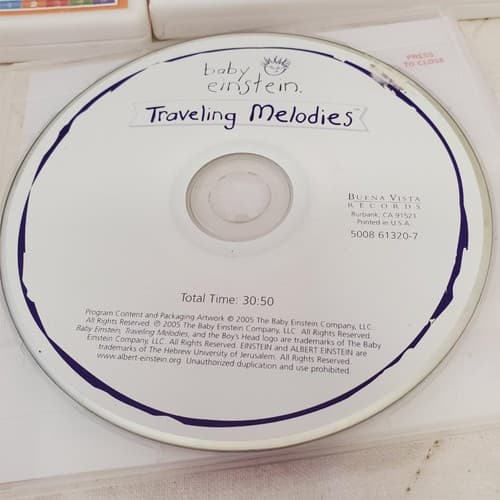 PRESS
TO CLOSE
baby
einstein.
Traveling Melodies™
BUENA VISTA
RECORDS
Burbank, CA 91521
Printed in U.S.A.
5008 61320-7
Total Time: 30:50
Program Content and Packaging Artwork © 2005 The Baby Einstein Company, LLC.
All Rights Reserved. ℗ 2005 The Baby Einstein Company, LLC. All Rights Reserved.
Baby Einstein, Traveling Melodies, and the Boy's Head logo are trademarks of The Baby
Einstein Company, LLC. All Rights Reserved. EINSTEIN and ALBERT EINSTEIN are
trademarks of The Hebrew University of Jerusalem. All Rights Reserved.
www.albert-einstein.org. Unauthorized duplication and use prohibited.